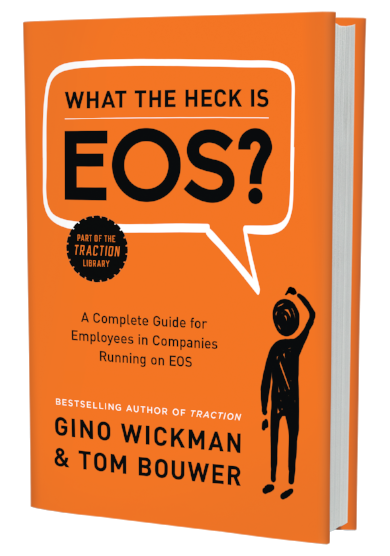 WHAT THE HECK IS
EOS?
PART OF THE
TRACTION
LIBRARY
A Complete Guide for
Employees in Companies
Running on EOS
BESTSELLING AUTHOR OF TRACTION
GINO WICKMAN
& TOM BOUWER